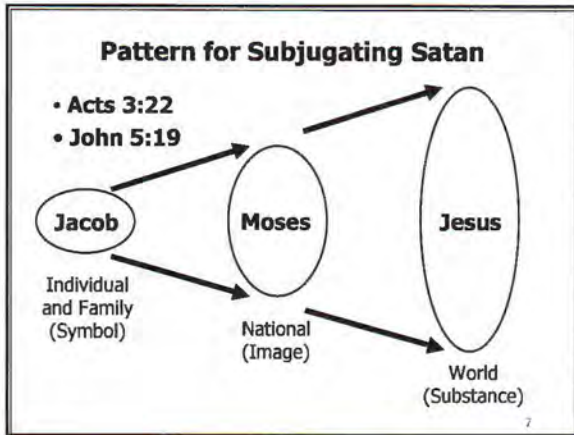 Pattern for Subjugating Satan
• Acts 3:22
• John 5:19
Jacob
Moses
Jesus
Individual
and Family
(Symbol)
National
(Image)
World
(Substance)
7